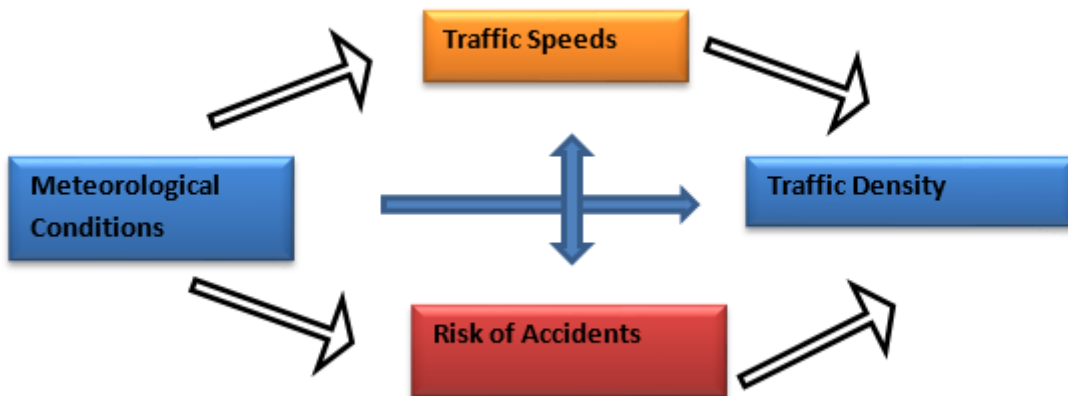 Traffic Speeds
Meteorological
Conditions
Traffic Density
Risk of Accidents